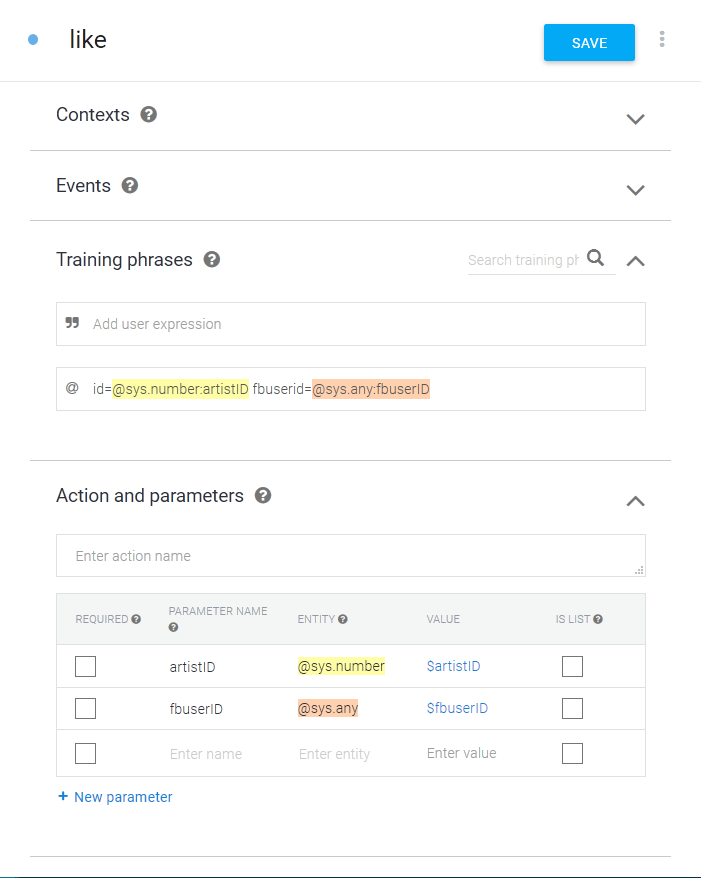 like
SAVE
Contexts
Events
Training phrases
Search training ph
Add user expression
@ id=@sys.number:artistID fbuserid=@sys.any:fbuserID
Action and parameters
Enter action name
REQUIRED PARAMETER NAME ENTITY VALUE IS LIST
artistID @sys.number $artistID
fbuserID @sys.any $fbuserID
Enter name Enter entity Enter value
+ New parameter